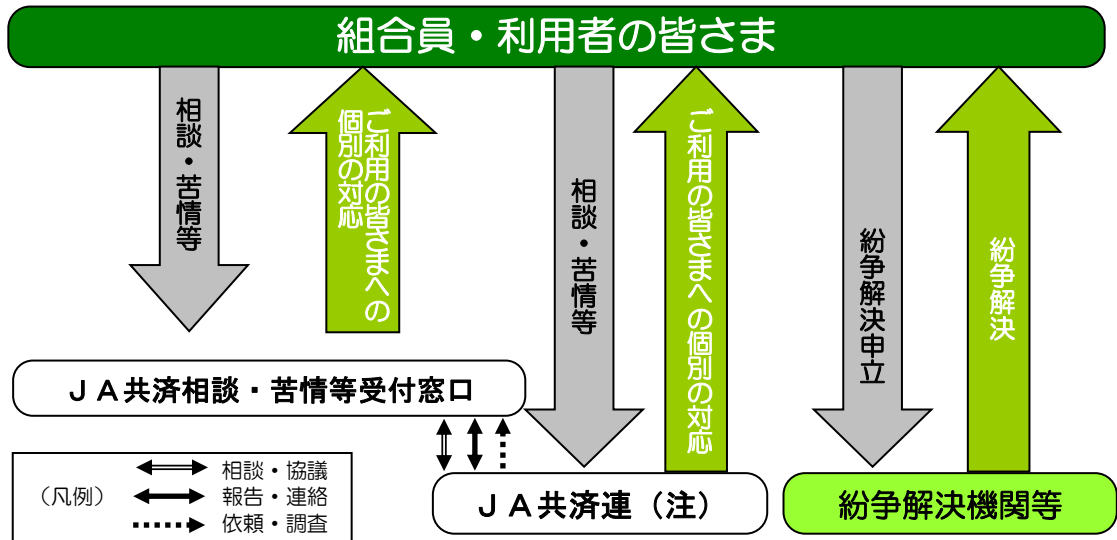 組合員・利用者の皆さま
相談・苦情等
ご利用の皆さまへの
個別の対応
相談・苦情等
ご利用の皆さまへの個別の対応
紛争解決申立
紛争解決
ＪＡ共済相談・苦情等受付窓口
ＪＡ共済連（注）
紛争解決機関等
（凡例）
相談・協議
報告・連絡
依頼・調査